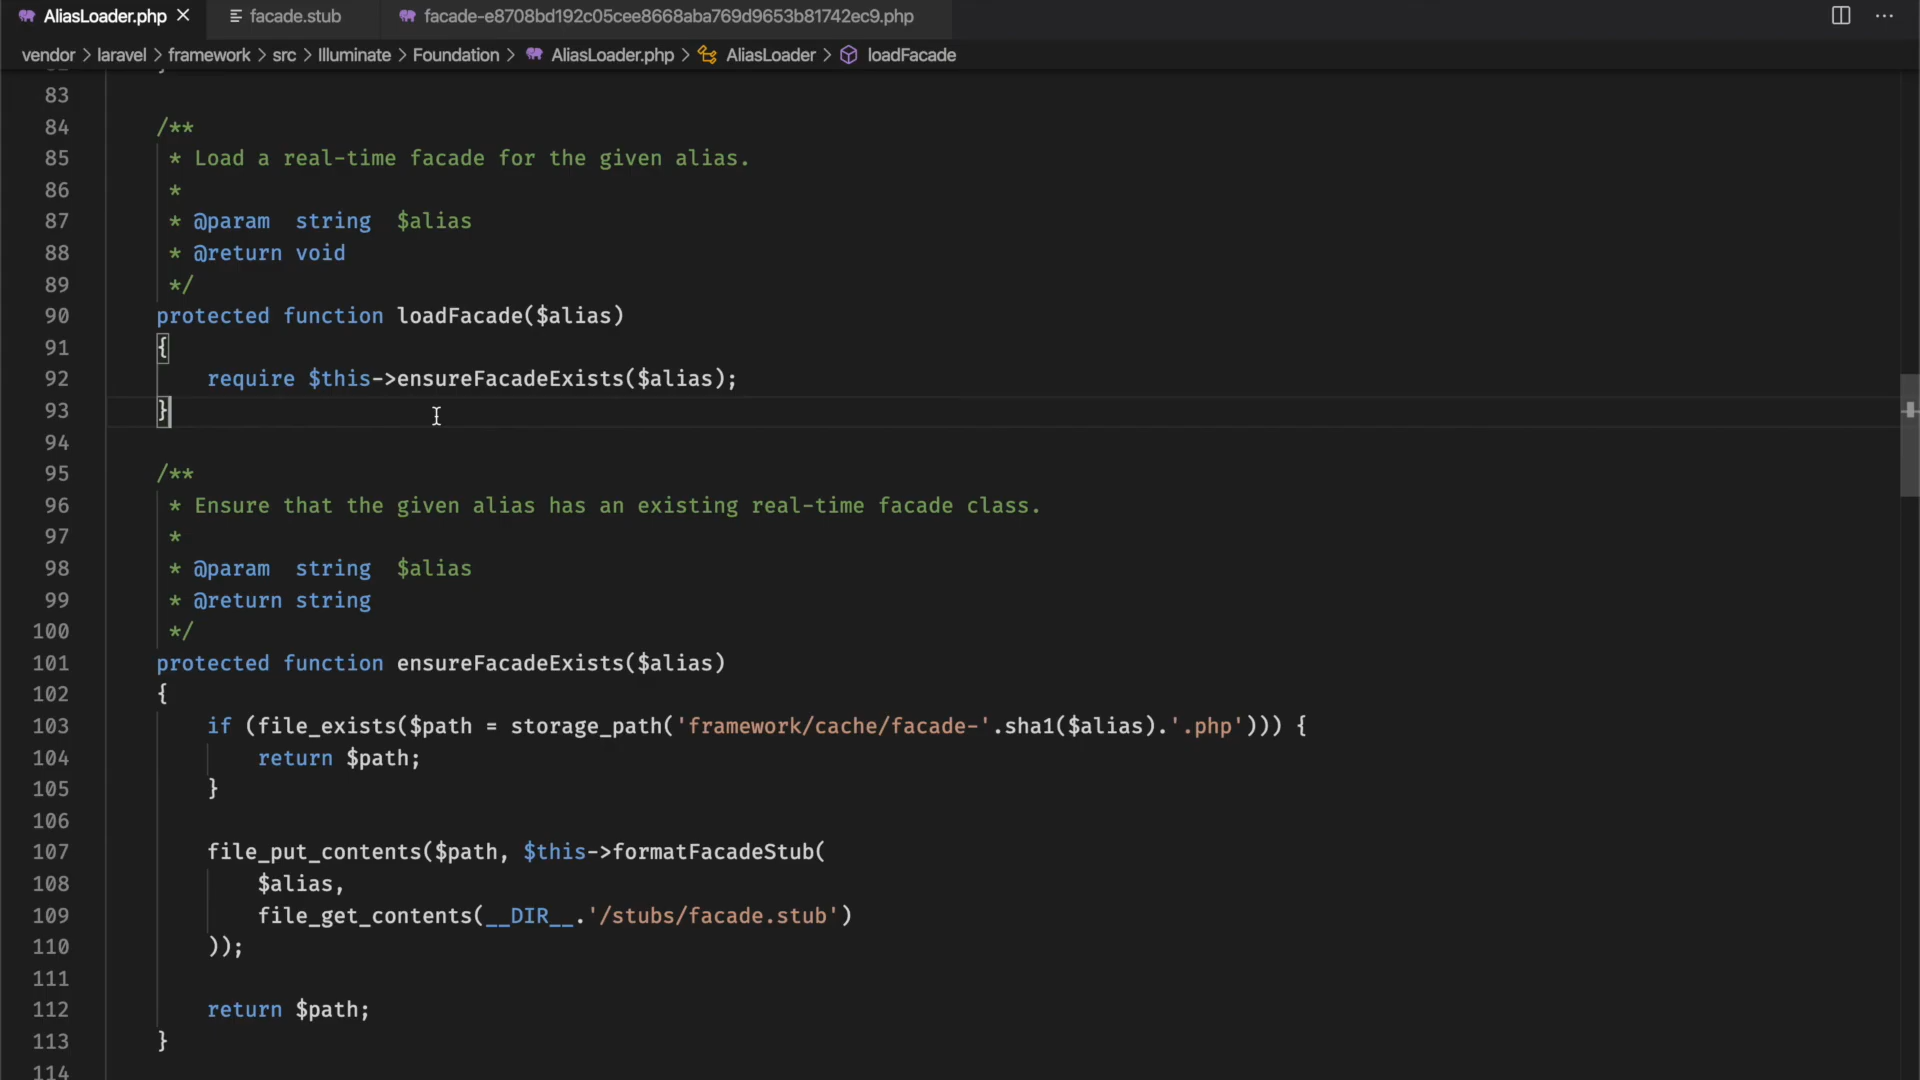 AliasLoader.php
facade.stub
facade-e8708bd192c05cee8668aba769d9653b81742ec9.php
vendor > laravel > framework > src > Illuminate > Foundation > AliasLoader.php > AliasLoader > loadFacade
83
84 /**
85 * Load a real-time facade for the given alias.
86 *
87 * @param  string  $alias
88 * @return void
89 */
90 protected function loadFacade($alias)
91 {
92 require $this->ensureFacadeExists($alias);
93 }
94
95 /**
96 * Ensure that the given alias has an existing real-time facade class.
97 *
98 * @param  string  $alias
99 * @return string
100 */
101 protected function ensureFacadeExists($alias)
102 {
103 if (file_exists($path = storage_path('framework/cache/facade-'.sha1($alias).'.php'))) {
104 return $path;
105 }
106
107 file_put_contents($path, $this->formatFacadeStub(
108 $alias,
109 file_get_contents(__DIR__.'/stubs/facade.stub')
110 ));
111
112 return $path;
113 }
114